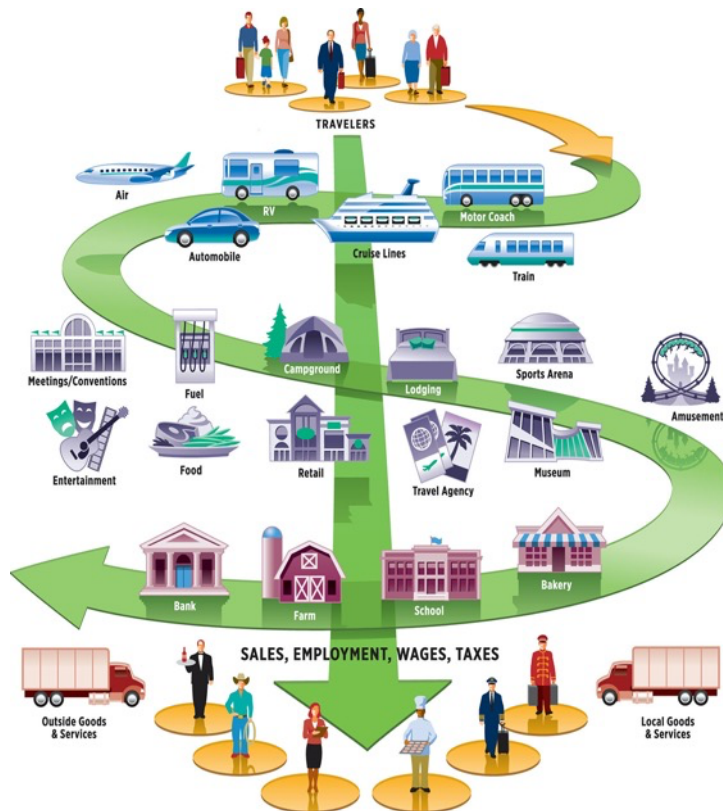 TRAVELERS
Air
RV
Motor Coach
Automobile
Cruise Lines
Train
Meetings/Conventions
Fuel
Campground
Lodging
Sports Arena
Amusement
Entertainment
Food
Retail
Travel Agency
Museum
Bank
Farm
School
Bakery
SALES, EMPLOYMENT, WAGES, TAXES
Outside Goods
& Services
Local Goods
& Services